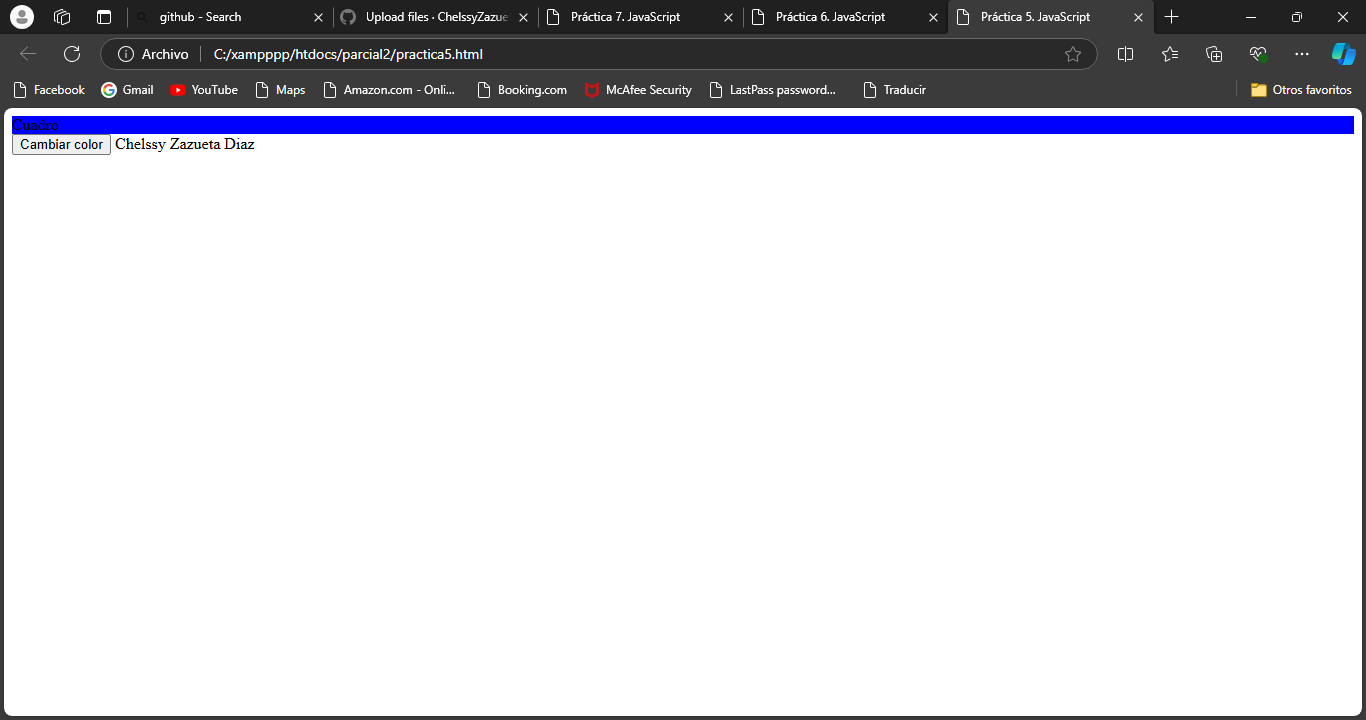 github - Search
Upload files · ChelssyZazue
Práctica 7. JavaScript
Práctica 6. JavaScript
Práctica 5. JavaScript
Archivo
C:/xampppp/htdocs/parcial2/practica5.html
Facebook
Gmail
YouTube
Maps
Amazon.com - Onli...
Booking.com
McAfee Security
LastPass password...
Traducir
Otros favoritos
Cuadro
Cambiar color Chelssy Zazueta Diaz